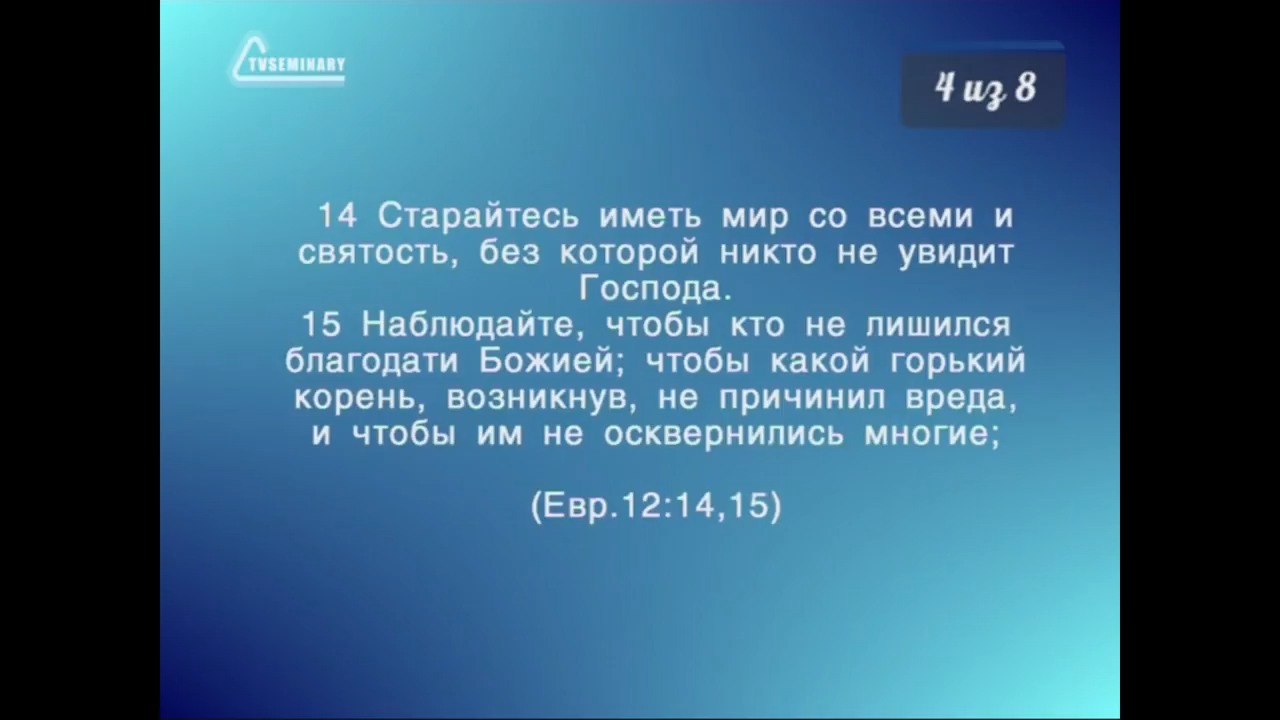 TVSEMINARY
4 из 8
14 Старайтесь иметь мир со всеми и
святость, без которой никто не увидит
Господа.
15 Наблюдайте, чтобы кто не лишился
благодати Божией; чтобы какой горький
корень, возникнув, не причинил вреда,
и чтобы им не осквернились многие;
(Евр.12:14,15)